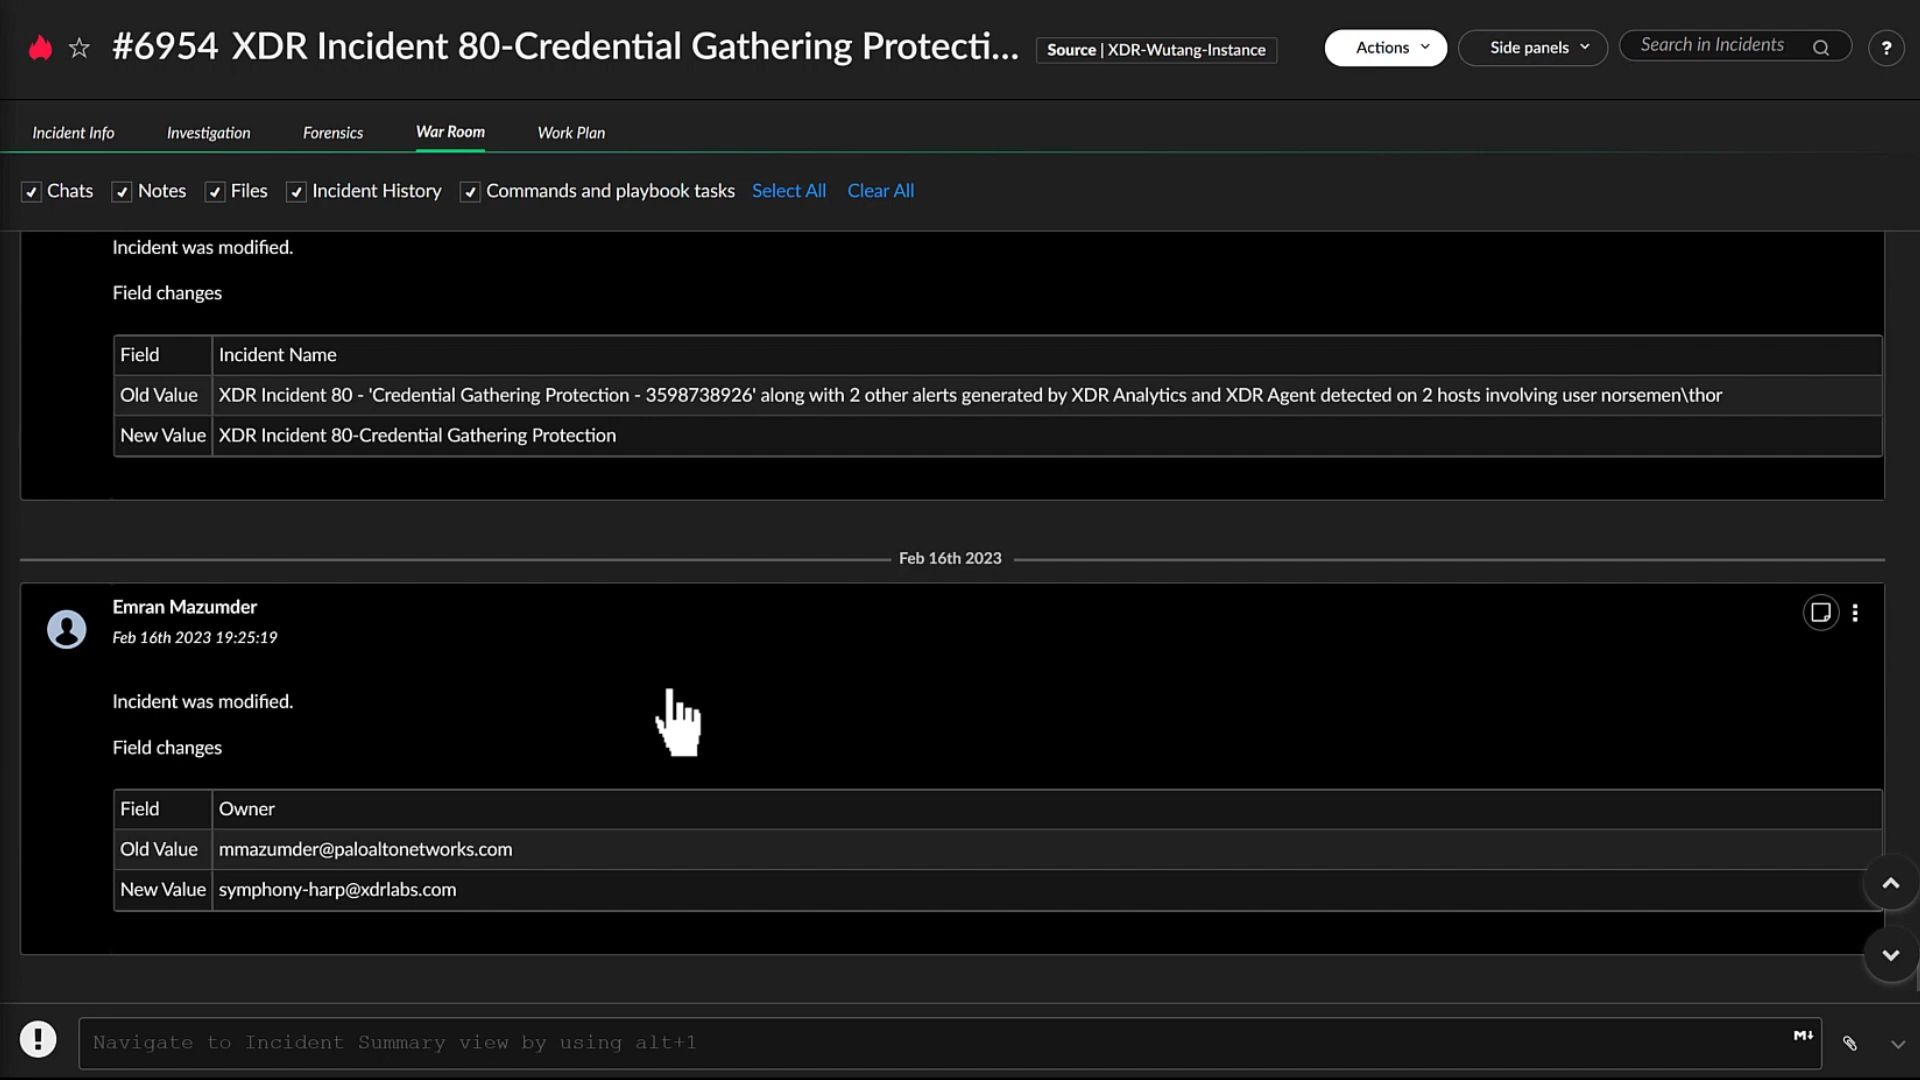 #6954 XDR Incident 80-Credential Gathering Protecti...
Source | XDR-Wutang-Instance
Actions
Side panels
Search in Incidents
?
Incident Info
Investigation
Forensics
War Room
Work Plan
Chats
Notes
Files
Incident History
Commands and playbook tasks
Select All
Clear All
Incident was modified.
Field changes
Field Incident Name
Old Value XDR Incident 80 - 'Credential Gathering Protection - 3598738926' along with 2 other alerts generated by XDR Analytics and XDR Agent detected on 2 hosts involving user norsemen\thor
New Value XDR Incident 80-Credential Gathering Protection
Feb 16th 2023
Emran Mazumder
Feb 16th 2023 19:25:19
Incident was modified.
Field changes
Field Owner
Old Value mmazumder@paloaltonetworks.com
New Value symphony-harp@xdrlabs.com
Navigate to Incident Summary view by using alt+1
M